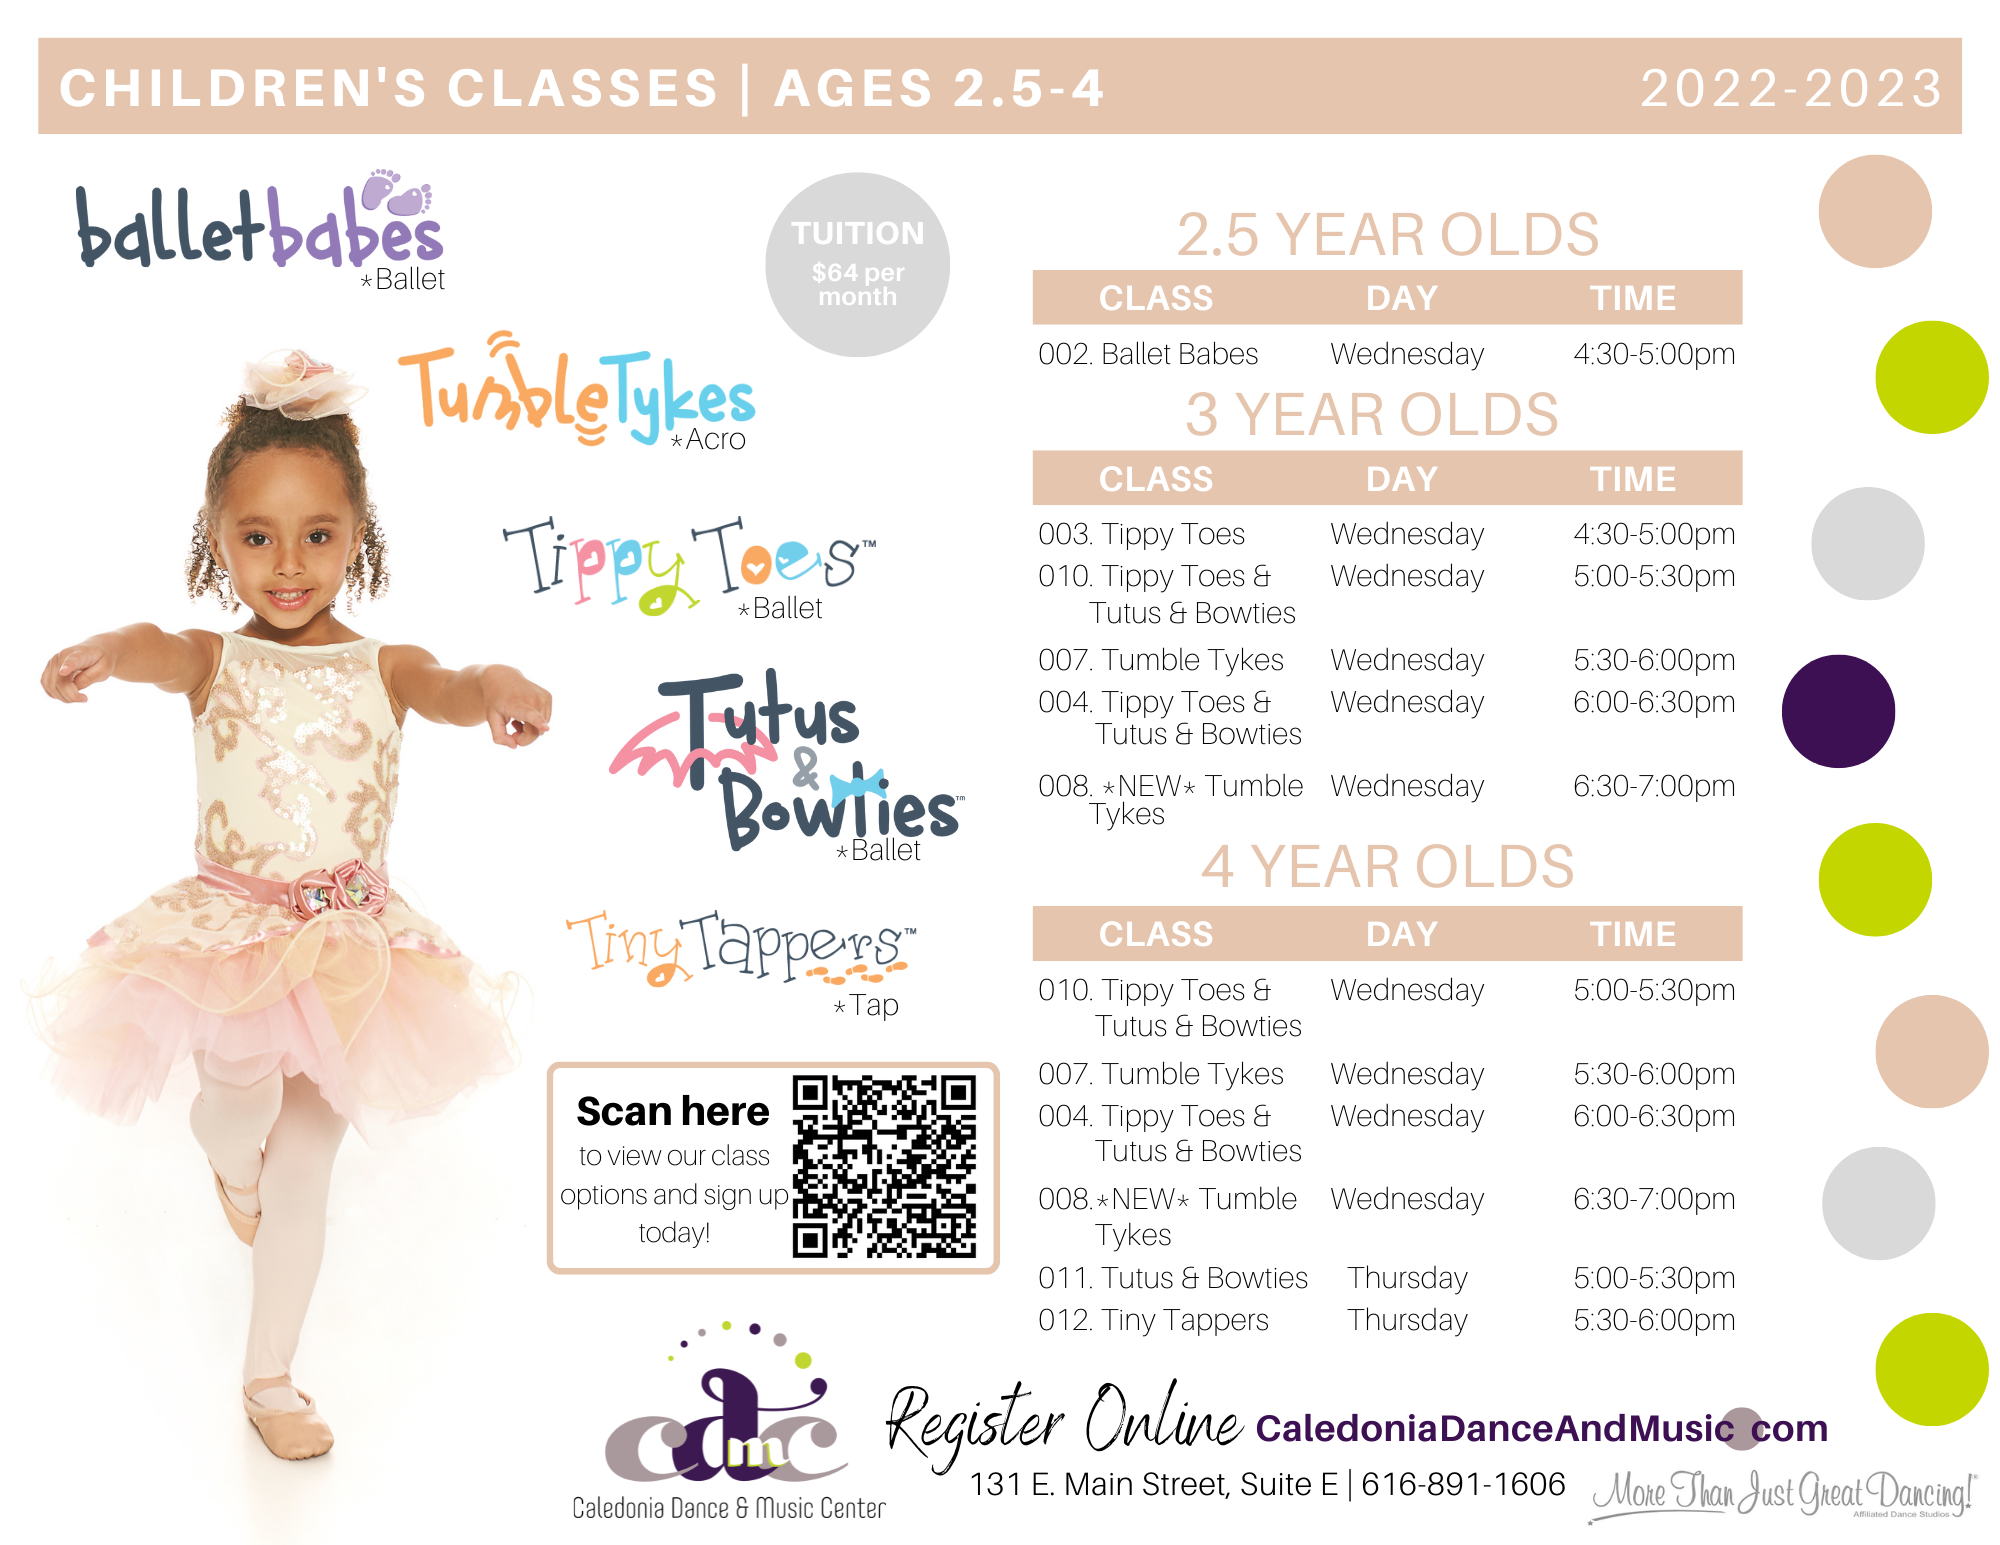 CHILDREN'S CLASSES | AGES 2.5-4
2022-2023
balletbabes
*Ballet
TUITION
$64 per
month
TumbleTykes
*Acro
Tippy Toes™
*Ballet
Tutus
&
Bowties™
*Ballet
Tiny Tappers™
*Tap
Scan here
to view our class
options and sign up
today!
2.5 YEAR OLDS
CLASS DAY TIME
002. Ballet Babes Wednesday 4:30-5:00pm
3 YEAR OLDS
CLASS DAY TIME
003. Tippy Toes Wednesday 4:30-5:00pm
010. Tippy Toes & Wednesday 5:00-5:30pm
Tutus & Bowties
007. Tumble Tykes Wednesday 5:30-6:00pm
004. Tippy Toes & Wednesday 6:00-6:30pm
Tutus & Bowties
008. *NEW* Tumble Wednesday 6:30-7:00pm
Tykes
4 YEAR OLDS
CLASS DAY TIME
010. Tippy Toes & Wednesday 5:00-5:30pm
Tutus & Bowties
007. Tumble Tykes Wednesday 5:30-6:00pm
004. Tippy Toes & Wednesday 6:00-6:30pm
Tutus & Bowties
008.*NEW* Tumble Wednesday 6:30-7:00pm
Tykes
011. Tutus & Bowties Thursday 5:00-5:30pm
012. Tiny Tappers Thursday 5:30-6:00pm
cdmc
Caledonia Dance & Music Center
Register Online CaledoniaDanceAndMusic com
131 E. Main Street, Suite E | 616-891-1606
More Than Just Great Dancing!®
Affiliated Dance Studios